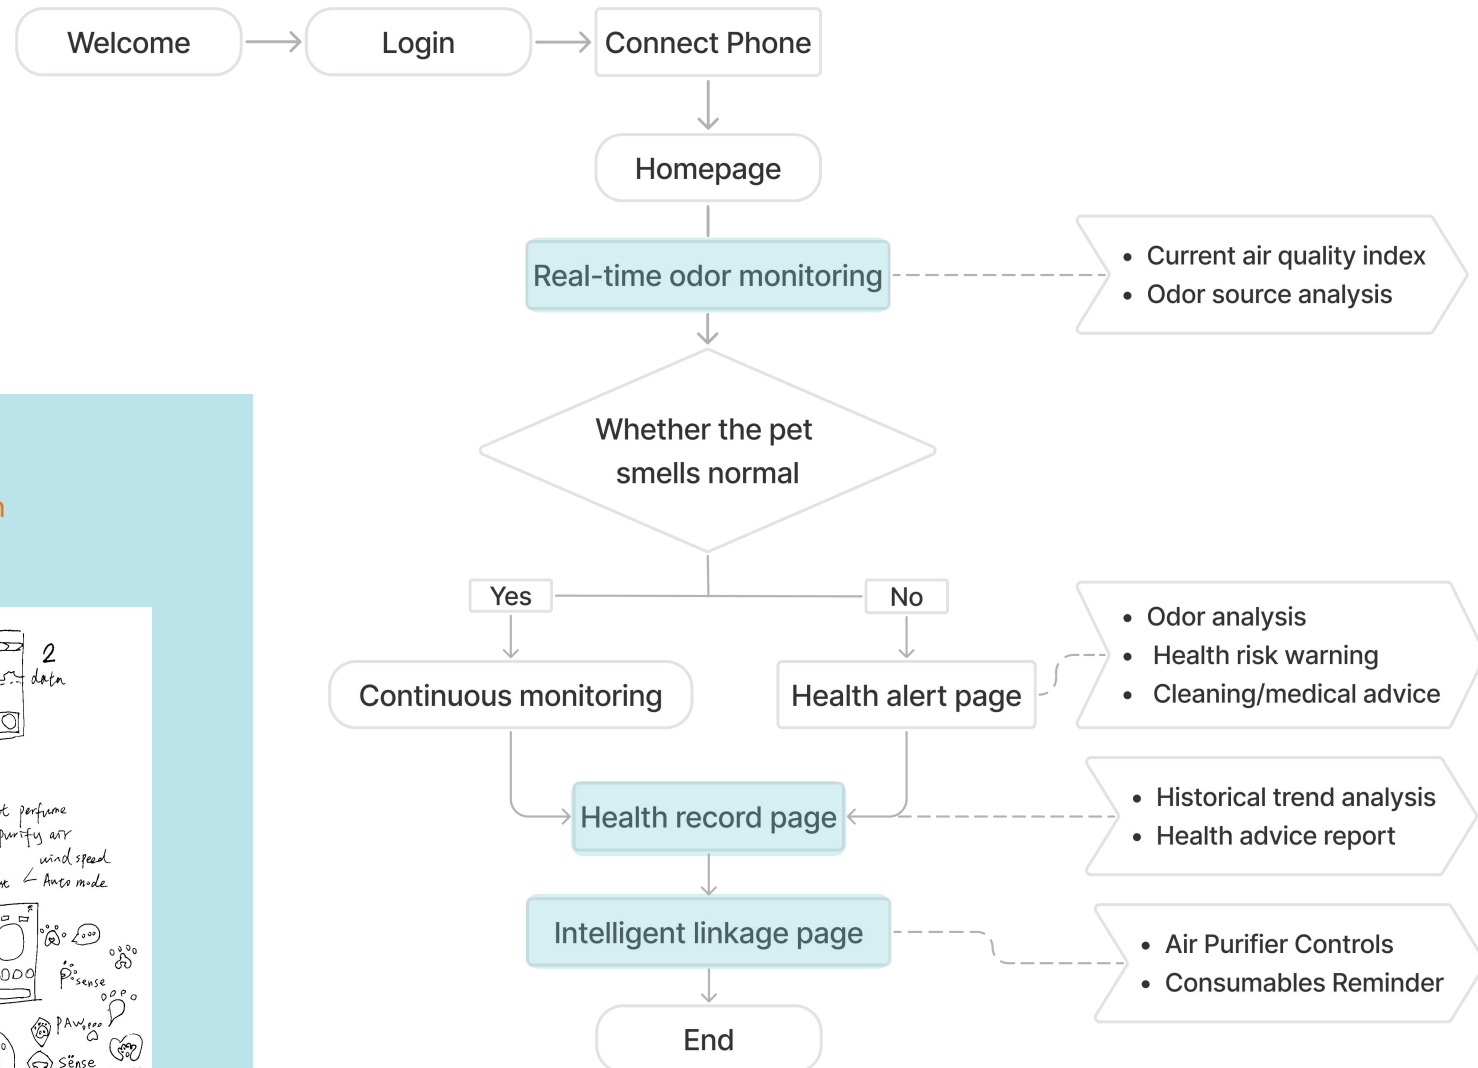 Welcome
Login
Connect Phone
Homepage
Real-time odor monitoring
• Current air quality index
• Odor source analysis
Whether the pet
smells normal
Yes
No
Continuous monitoring
Health alert page
• Odor analysis
• Health risk warning
• Cleaning/medical advice
Health record page
• Historical trend analysis
• Health advice report
Intelligent linkage page
• Air Purifier Controls
• Consumables Reminder
End
2
data
perfume
purify air
wind speed
Auto mode
P.sense
PAW
sense